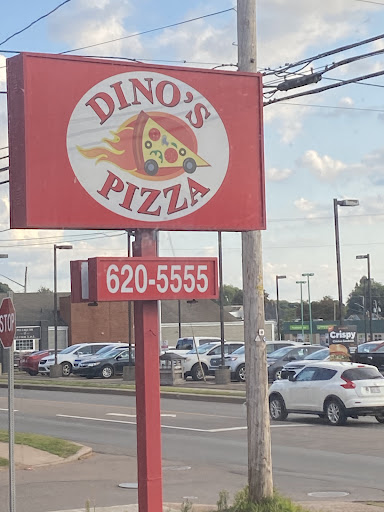 DINO'S
PIZZA
620-5555
STOP
Crispy